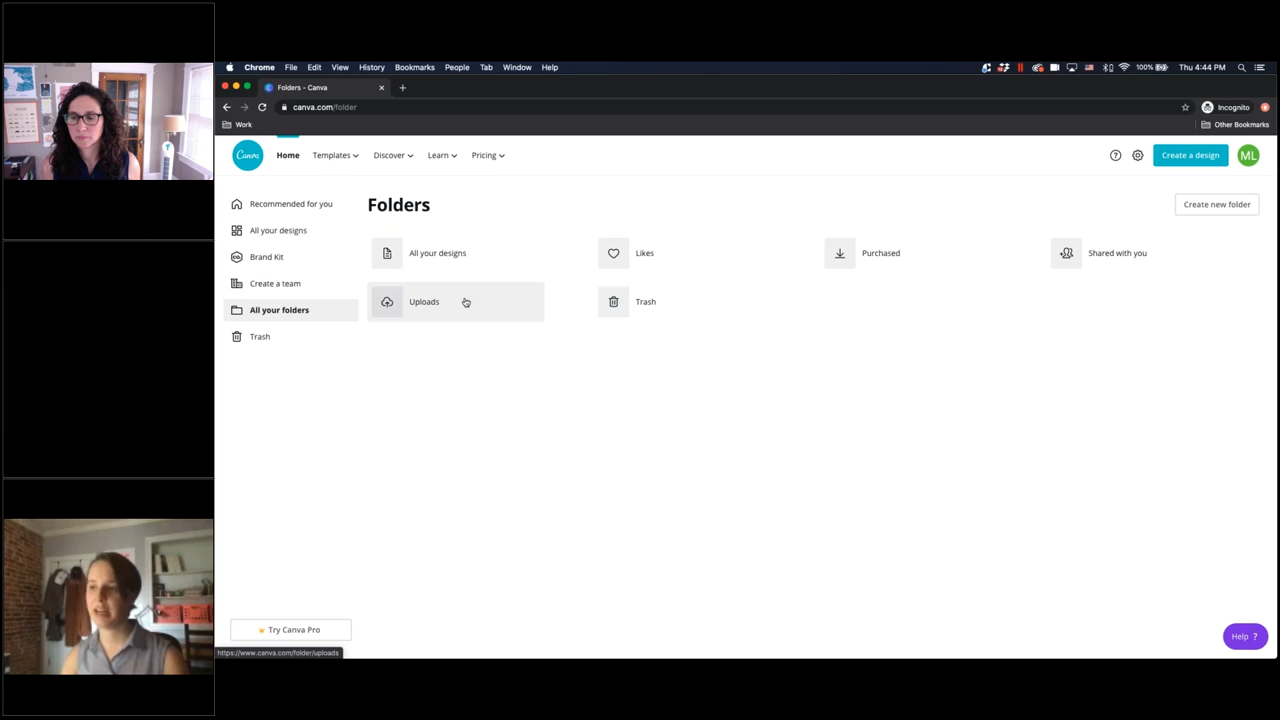 Chrome File Edit View History Bookmarks People Tab Window Help 100% Thu 4:44 PM
Folders - Canva
canva.com/folder Incognito
Work Other Bookmarks
Canva Home Templates Discover Learn Pricing Create a design ML
Recommended for you
All your designs
Brand Kit
Create a team
All your folders
Trash
Folders Create new folder
All your designs Likes Purchased Shared with you
Uploads Trash
Try Canva Pro
Help ?
https://www.canva.com/folder/uploads